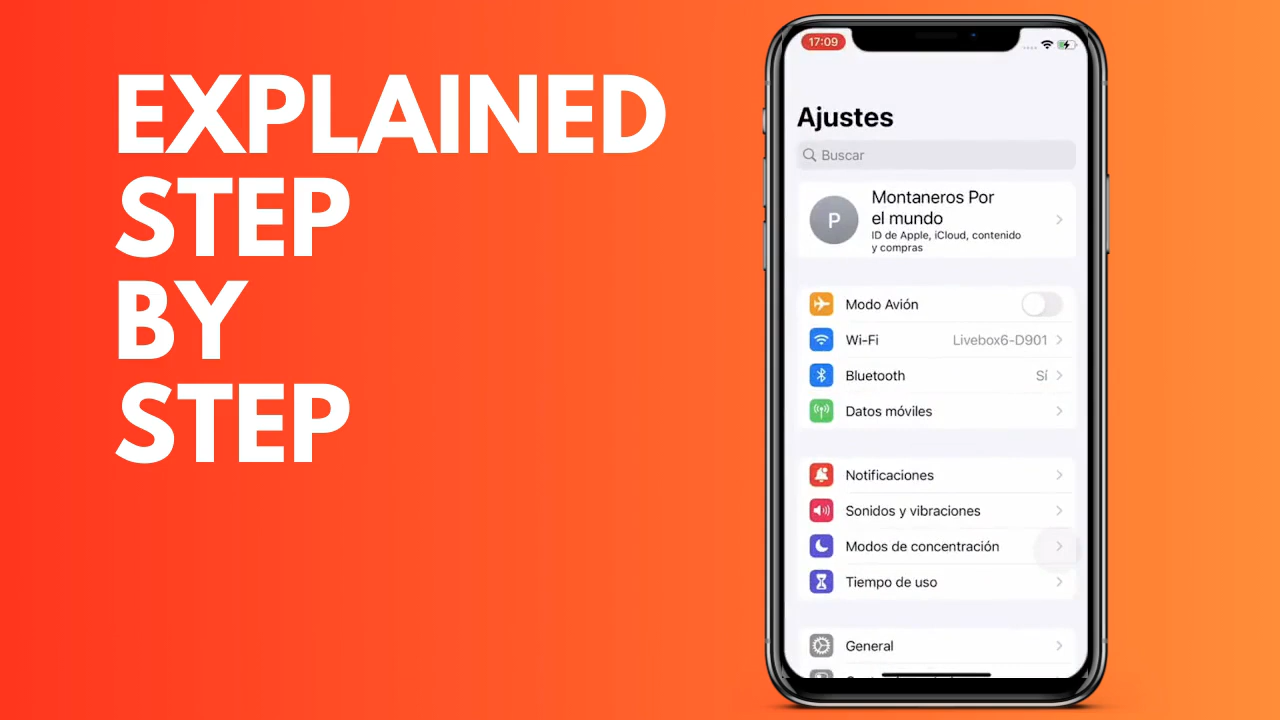 EXPLAINED
STEP
BY
STEP
17:09
Ajustes
Buscar
P
Montaneros Por
el mundo
ID de Apple, iCloud, contenido
y compras
Modo Avión
Wi-Fi
Livebox6-D901
Bluetooth
Sí
Datos móviles
Notificaciones
Sonidos y vibraciones
Modos de concentración
Tiempo de uso
General